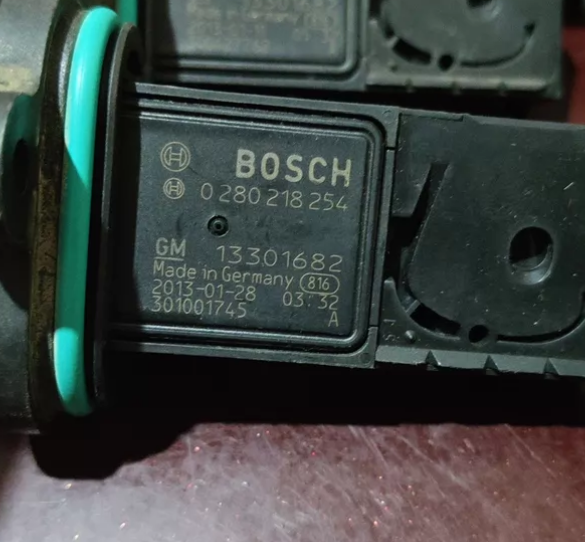 BOSCH
0 280 218 254
GM 13301682
Made in Germany 816
2013-01-28 03:32
301001745 A